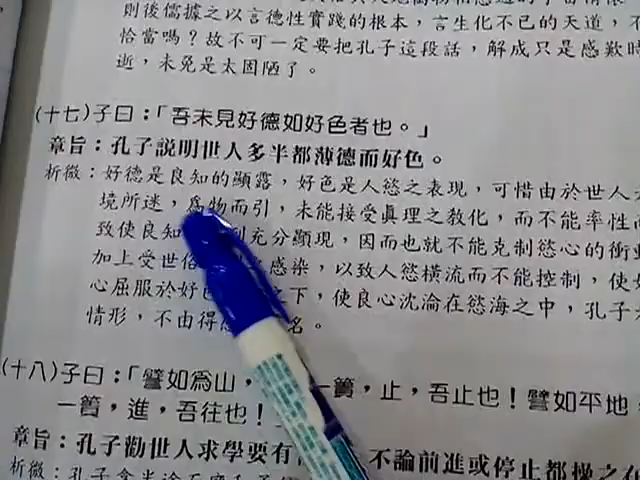 則後儒據之以言德性實踐的根本，言生化不已的天道，不
恰當嗎？故不可一定要把孔子這段話，解成只是感歎時
逝，未免是太固陋了。
(十七)子曰：「吾未見好德如好色者也。」
章旨：孔子說明世人多半都薄德而好色。
析微：好德是良知的顯露，好色是人慾之表現，可惜由於世人
境所迷，為物而引，未能接受眞理之教化，而不能率性而
致使良知 充分顯現，因而也就不能克制慾心的衝
加上受世俗 感染，以致人慾橫流而不能控制，使
心屈服於好 下，使良心沈淪在慾海之中，孔子
情形，不由得 名。
(十八)子曰：「譬如為山， 一簣，止，吾止也！譬如平地，
一簣，進，吾往也！
章旨：孔子勸世人求學要有 不論前進或停止都操之在
析微：孔子